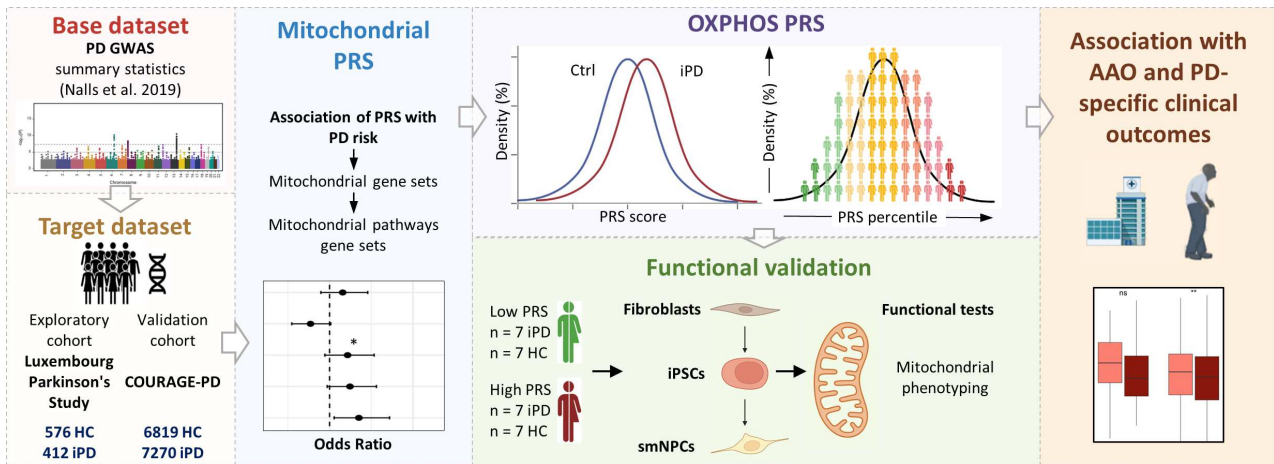 Base dataset
PD GWAS
summary statistics
(Nalls et al. 2019)
Chromosome
Target dataset
Exploratory
cohort
Luxembourg
Parkinson's
Study
576 HC
412 iPD
Validation
cohort
COURAGE-PD
6819 HC
7270 iPD
Mitochondrial
PRS
Association of PRS with
PD risk
Mitochondrial gene sets
Mitochondrial pathways
gene sets
*
Odds Ratio
OXPHOS PRS
Density (%)
Ctrl
iPD
PRS score
Density (%)
PRS percentile
Functional validation
Low PRS
n = 7 iPD
n = 7 HC
High PRS
n = 7 iPD
n = 7 HC
Fibroblasts
iPSCs
smNPCs
Functional tests
Mitochondrial
phenotyping
Association with
AAO and PD-
specific clinical
outcomes
ns
**